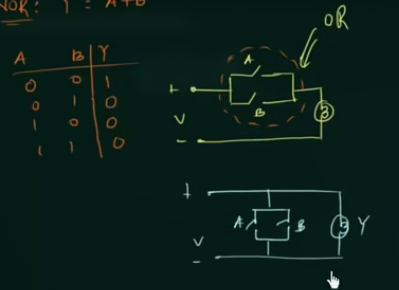 NOR: Y = A+B
OR
A B Y
0 0 1
0 1 0
1 0 0
1 1 0
A
B
+
V
-
B
+
A B B Y
V
-